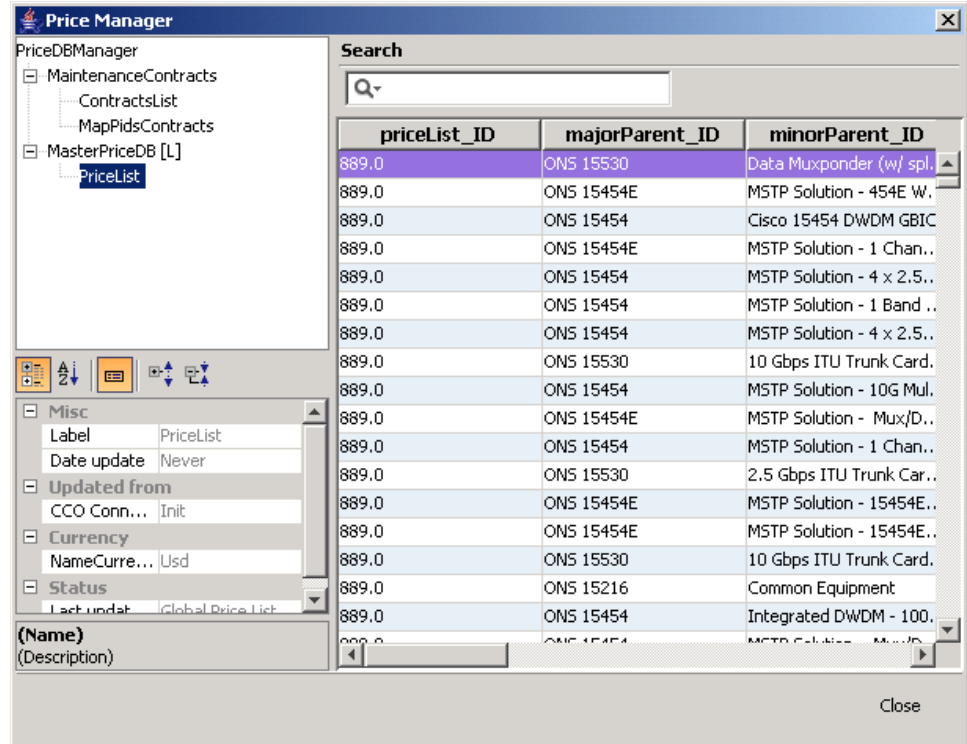 Price Manager
PriceDBManager
MaintenanceContracts
ContractsList
MapPidsContracts
MasterPriceDB [L]
PriceList
Misc
Label PriceList
Date update Never
Updated from
CCO Conn... Init
Currency
NameCurre... Usd
Status
Last updat... Global Price List
(Name)
(Description)
Search
priceList_ID majorParent_ID minorParent_ID
889.0 ONS 15530 Data Muxponder (w/ spl.
889.0 ONS 15454E MSTP Solution - 454E W.
889.0 ONS 15454 Cisco 15454 DWDM GBIC
889.0 ONS 15454E MSTP Solution - 1 Chan..
889.0 ONS 15454 MSTP Solution - 4 x 2.5..
889.0 ONS 15454 MSTP Solution - 1 Band ..
889.0 ONS 15454 MSTP Solution - 4 x 2.5..
889.0 ONS 15530 10 Gbps ITU Trunk Card.
889.0 ONS 15454 MSTP Solution - 10G Mul.
889.0 ONS 15454E MSTP Solution -  Mux/D..
889.0 ONS 15454 MSTP Solution - 1 Chan..
889.0 ONS 15530 2.5 Gbps ITU Trunk Car..
889.0 ONS 15454E MSTP Solution - 15454E..
889.0 ONS 15454E MSTP Solution - 15454E..
889.0 ONS 15530 10 Gbps ITU Trunk Card.
889.0 ONS 15216 Common Equipment
889.0 ONS 15454 Integrated DWDM - 100.
Close